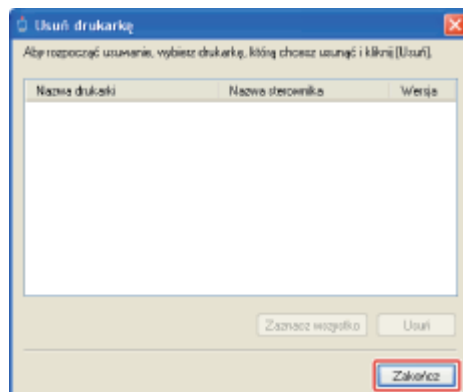 Usuń drukarkę
Aby rozpocząć usuwanie, wybierz drukarkę, którą chcesz usunąć i kliknij [Usuń].
Nazwa drukarki Nazwa sterownika Wersja
Zaznacz wszystko Usuń
Zakończ